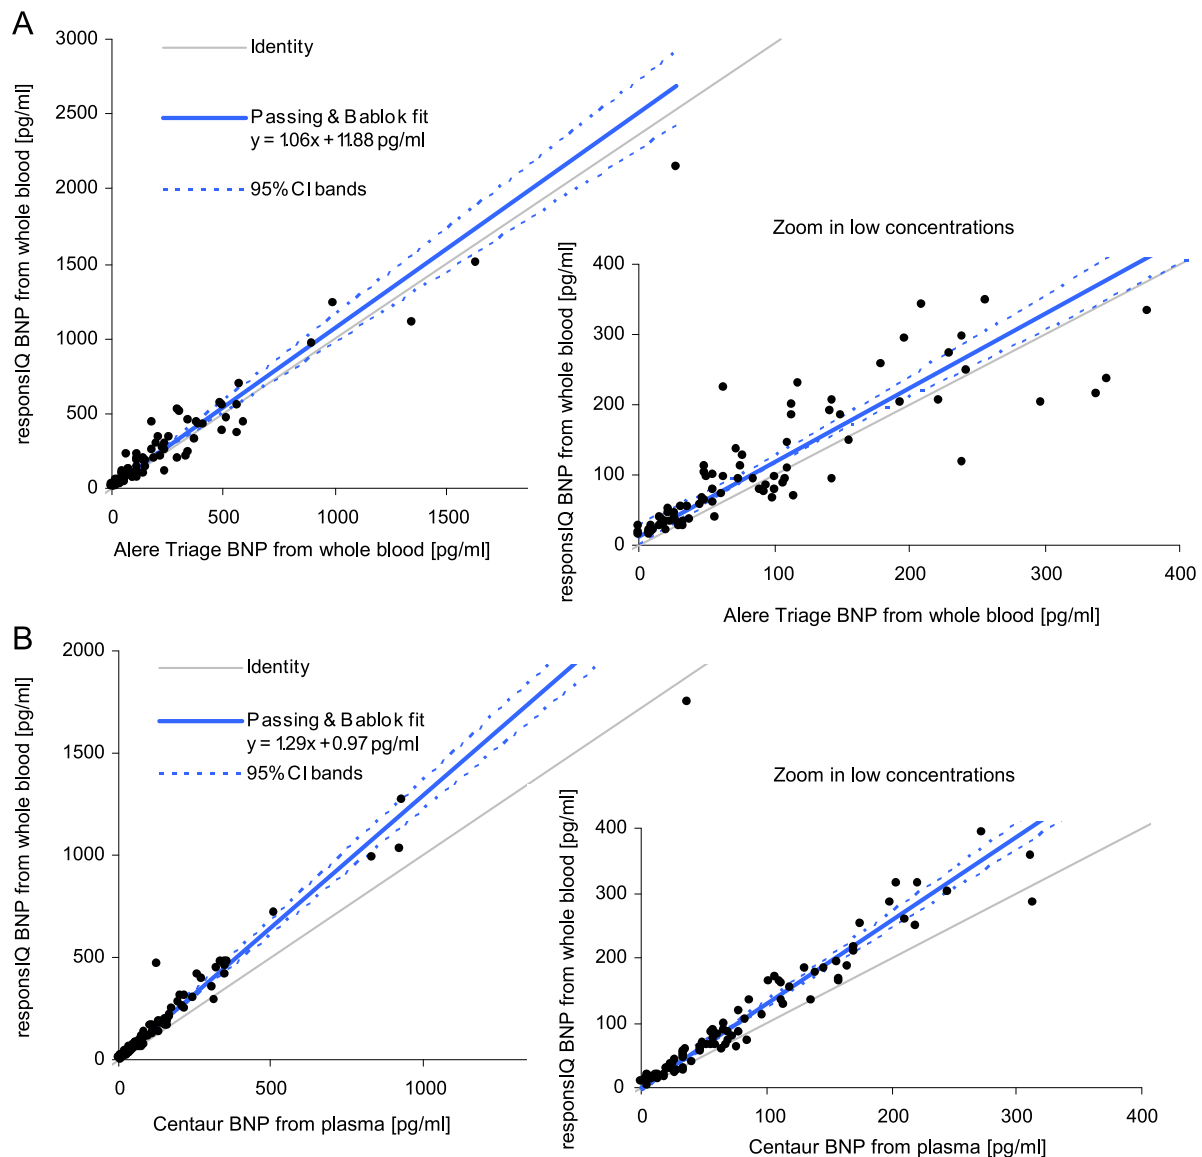 A
3000
2500
2000
1500
1000
500
0
responsIQ BNP from whole blood [pg/ml]
Identity
Passing & Bablok fit
y = 1.06x + 11.88 pg/ml
95% CI bands
0
500
1000
1500
Alere Triage BNP from whole blood [pg/ml]
Zoom in low concentrations
400
300
200
100
0
responsIQ BNP from whole blood [pg/ml]
0
100
200
300
400
Alere Triage BNP from whole blood [pg/ml]
B
2000
1500
1000
500
0
responsIQ BNP from whole blood [pg/ml]
Identity
Passing & Bablok fit
y = 1.29x + 0.97 pg/ml
95% CI bands
0
500
1000
Centaur BNP from plasma [pg/ml]
Zoom in low concentrations
400
300
200
100
0
responsIQ BNP from whole blood [pg/ml]
0
100
200
300
400
Centaur BNP from plasma [pg/ml]